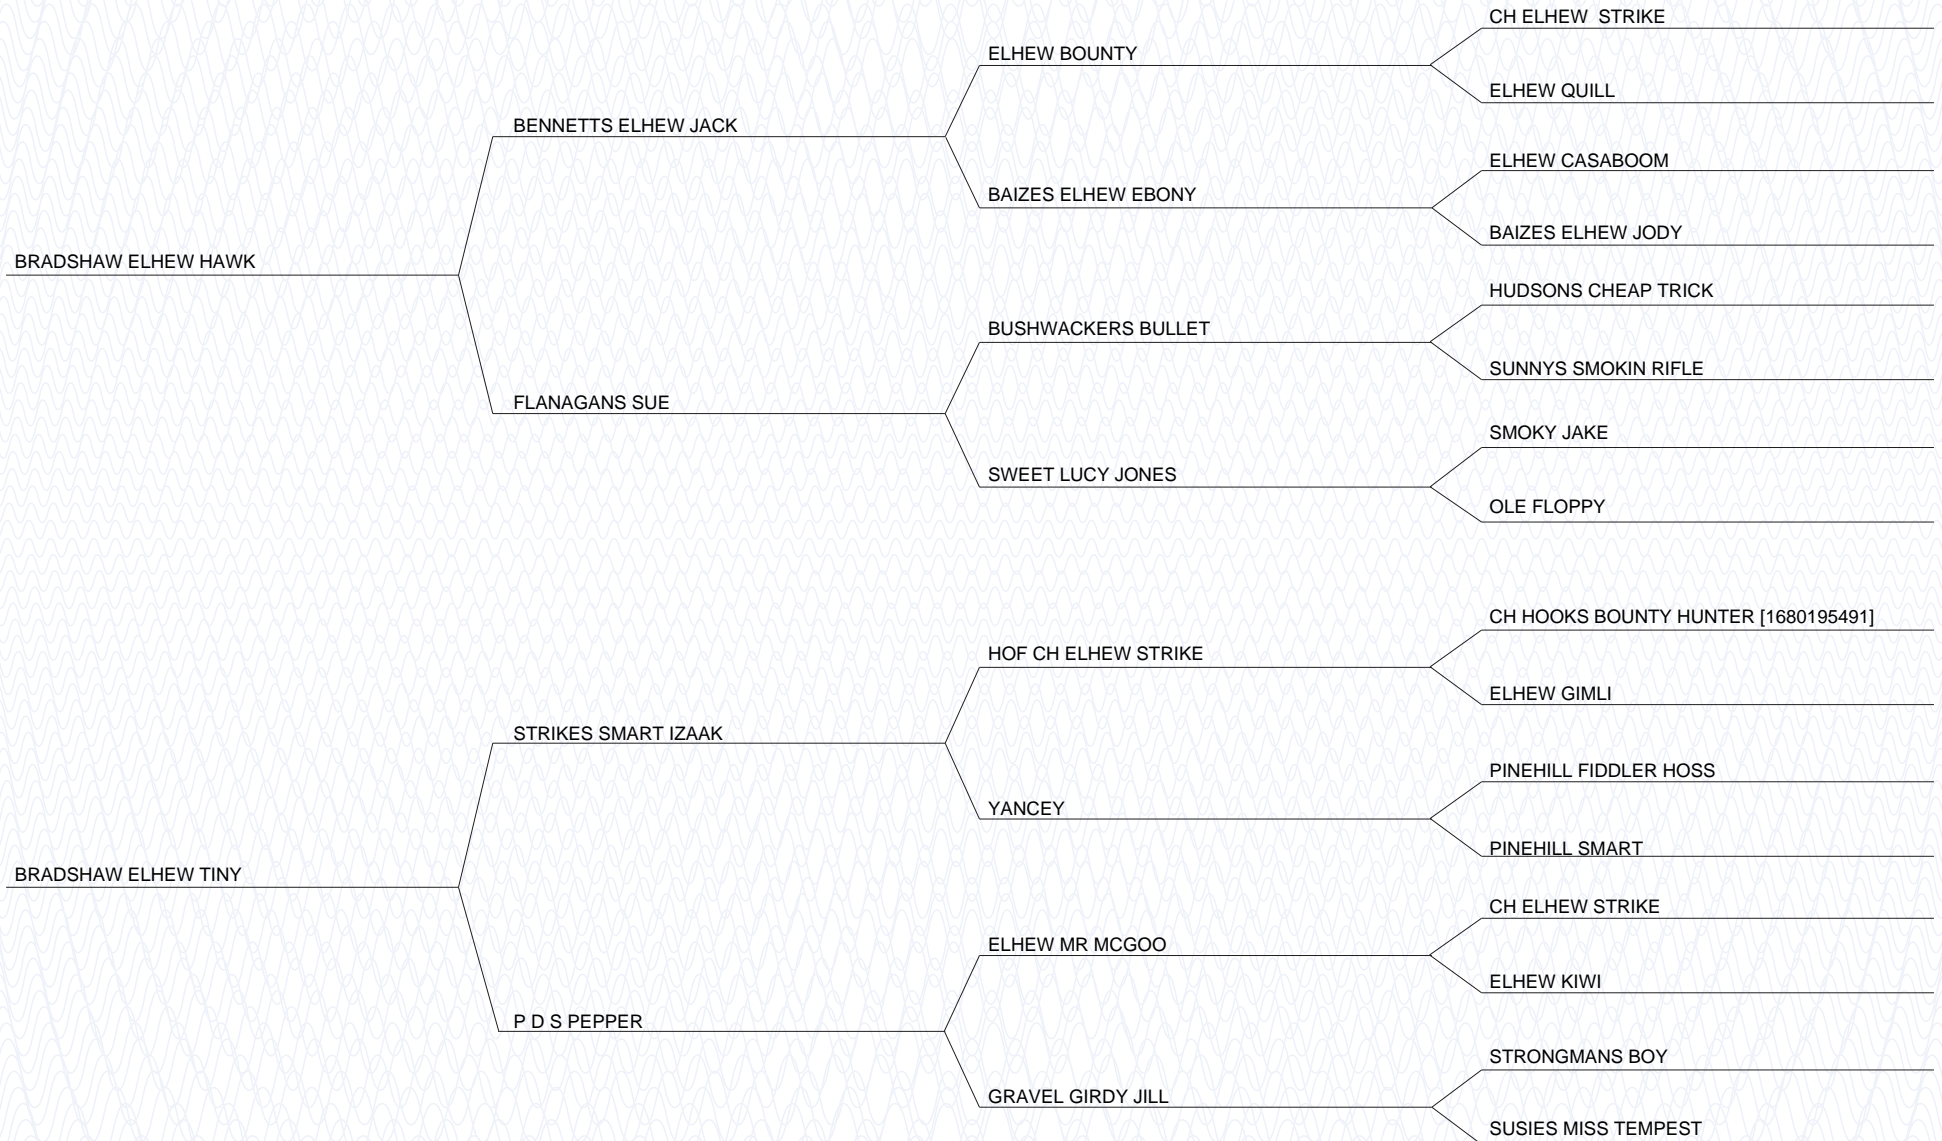 CH ELHEW  STRIKE
ELHEW BOUNTY
ELHEW QUILL
BENNETTS ELHEW JACK
ELHEW CASABOOM
BAIZES ELHEW EBONY
BAIZES ELHEW JODY
BRADSHAW ELHEW HAWK
HUDSONS CHEAP TRICK
BUSHWACKERS BULLET
SUNNYS SMOKIN RIFLE
FLANAGANS SUE
SMOKY JAKE
SWEET LUCY JONES
OLE FLOPPY
CH HOOKS BOUNTY HUNTER [1680195491]
HOF CH ELHEW STRIKE
ELHEW GIMLI
STRIKES SMART IZAAK
PINEHILL FIDDLER HOSS
YANCEY
PINEHILL SMART
BRADSHAW ELHEW TINY
CH ELHEW STRIKE
ELHEW MR MCGOO
ELHEW KIWI
P D S PEPPER
STRONGMANS BOY
GRAVEL GIRDY JILL
SUSIES MISS TEMPEST